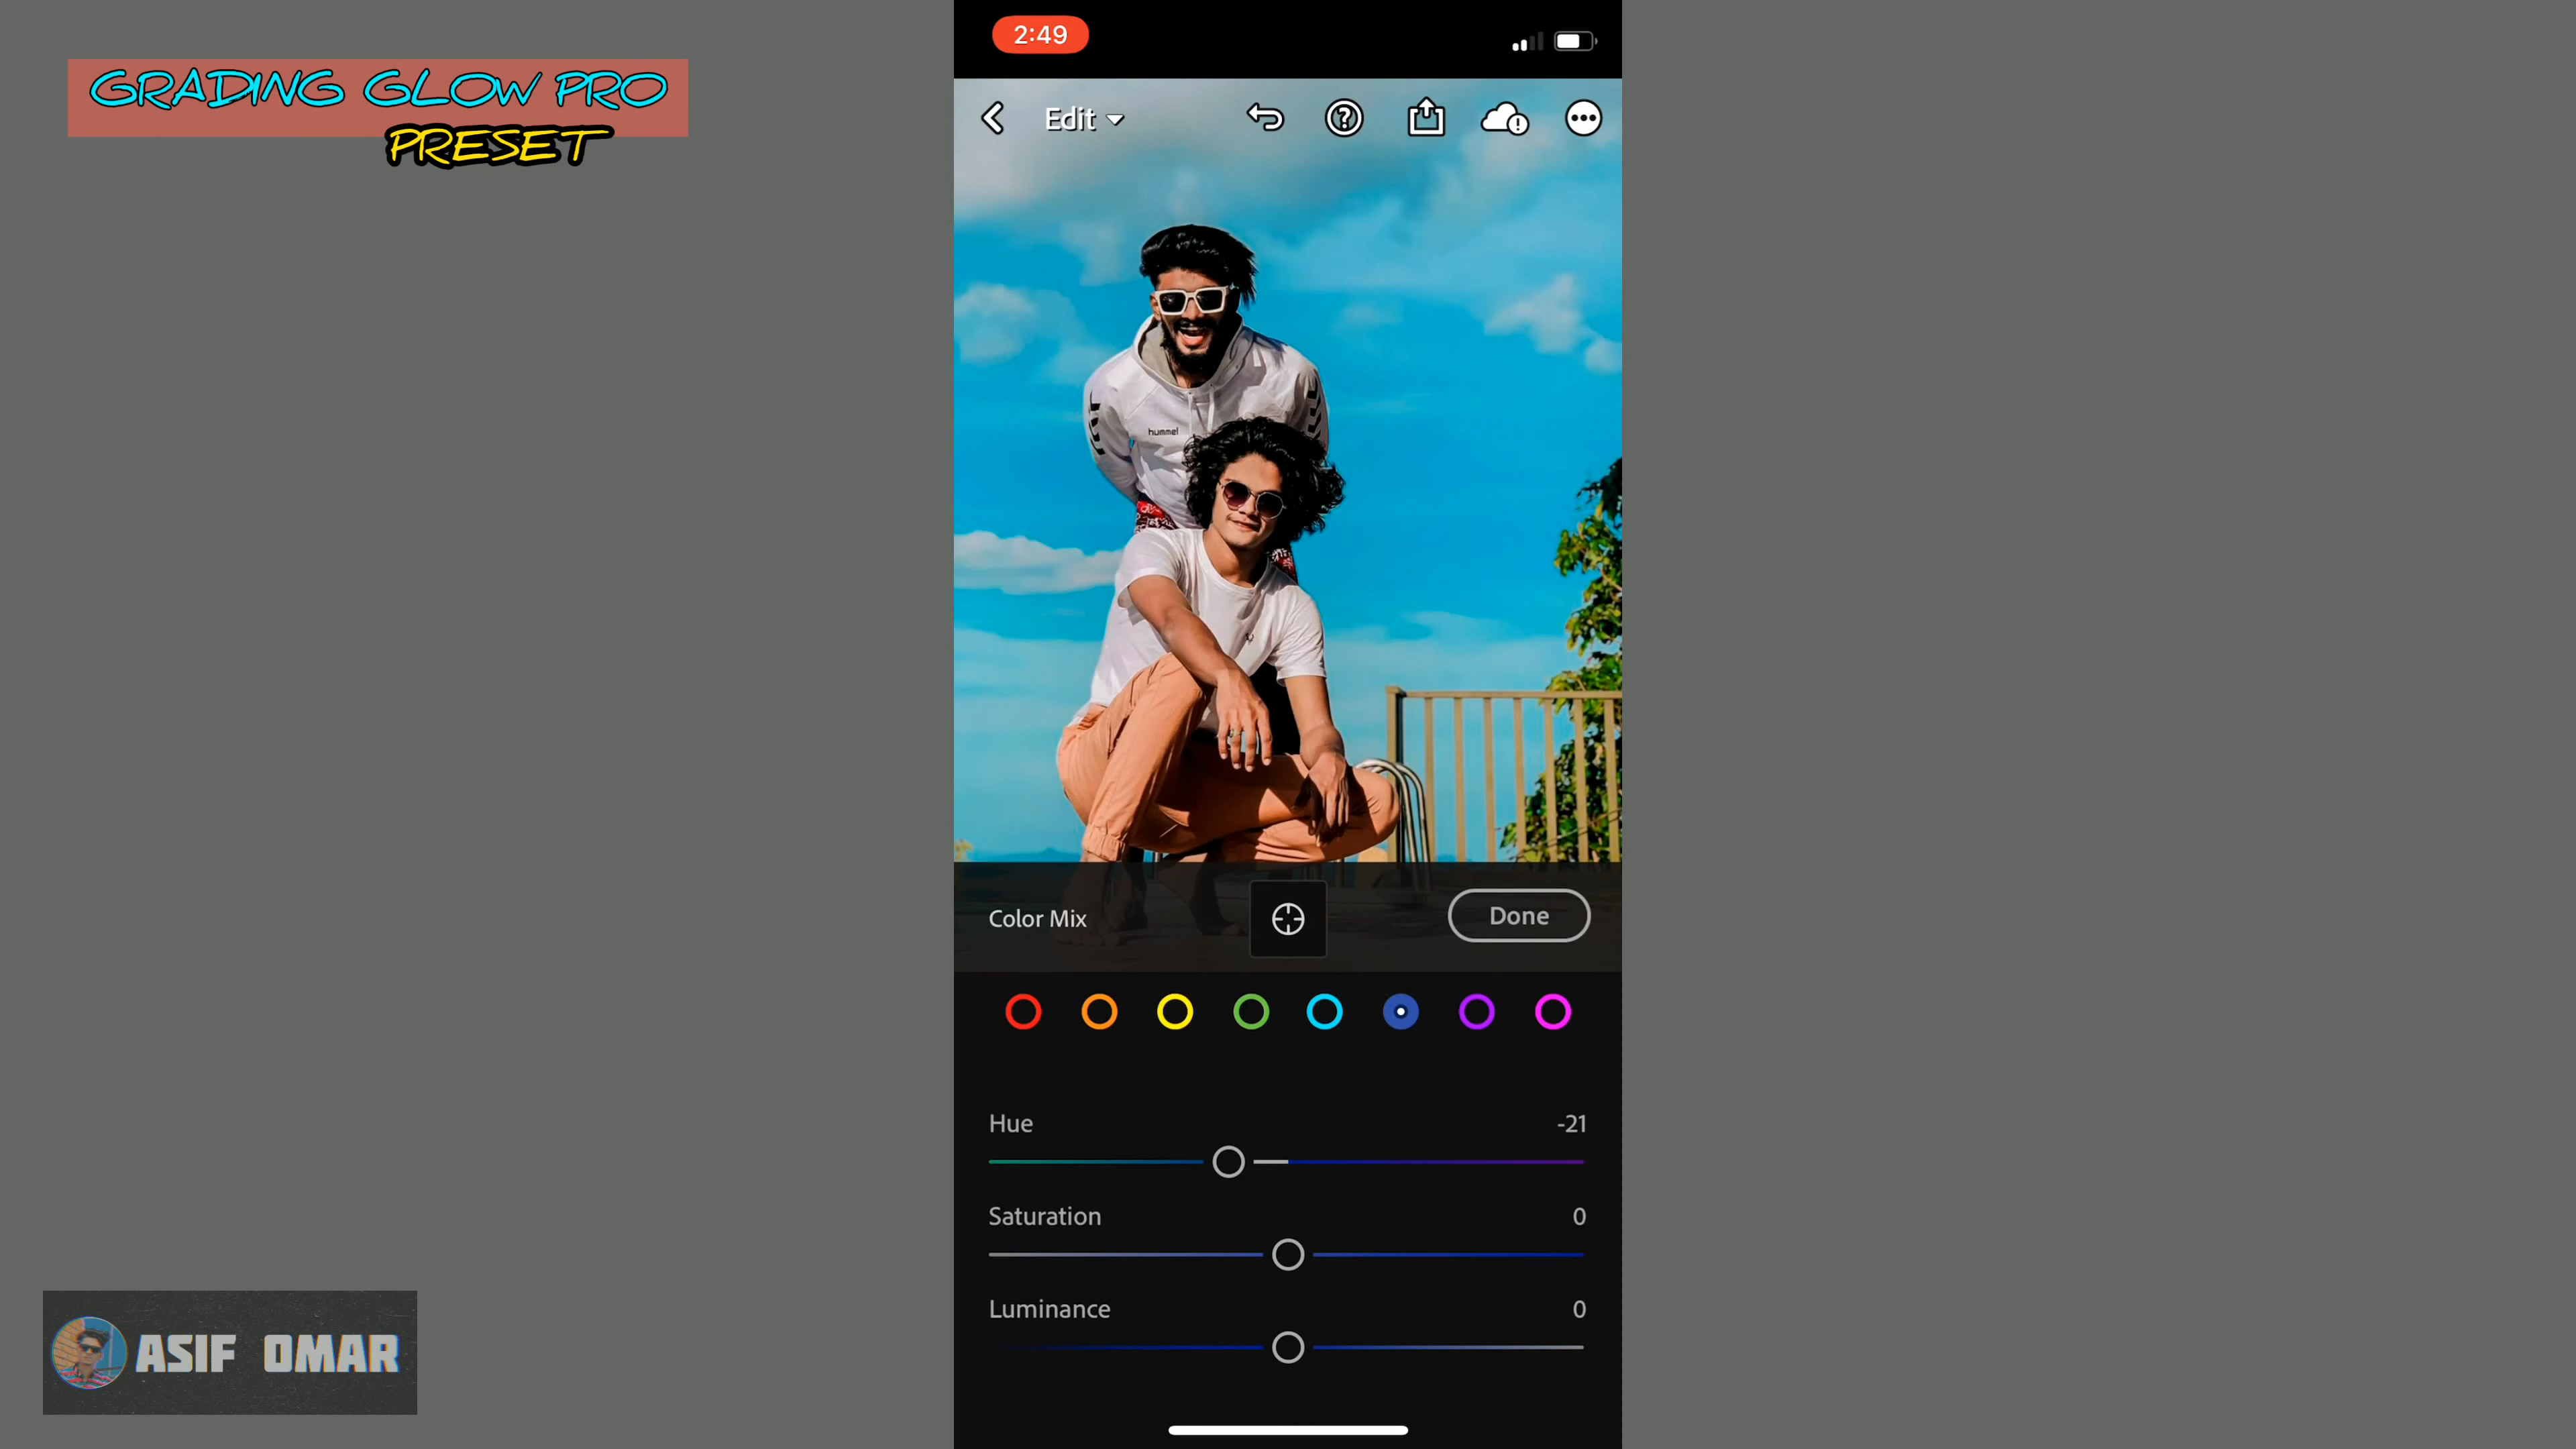 GRADING GLOW PRO
PRESET
2:49
Edit
hummel
Color Mix
Done
Hue
-21
Saturation
0
Luminance
0
ASIF OMAR